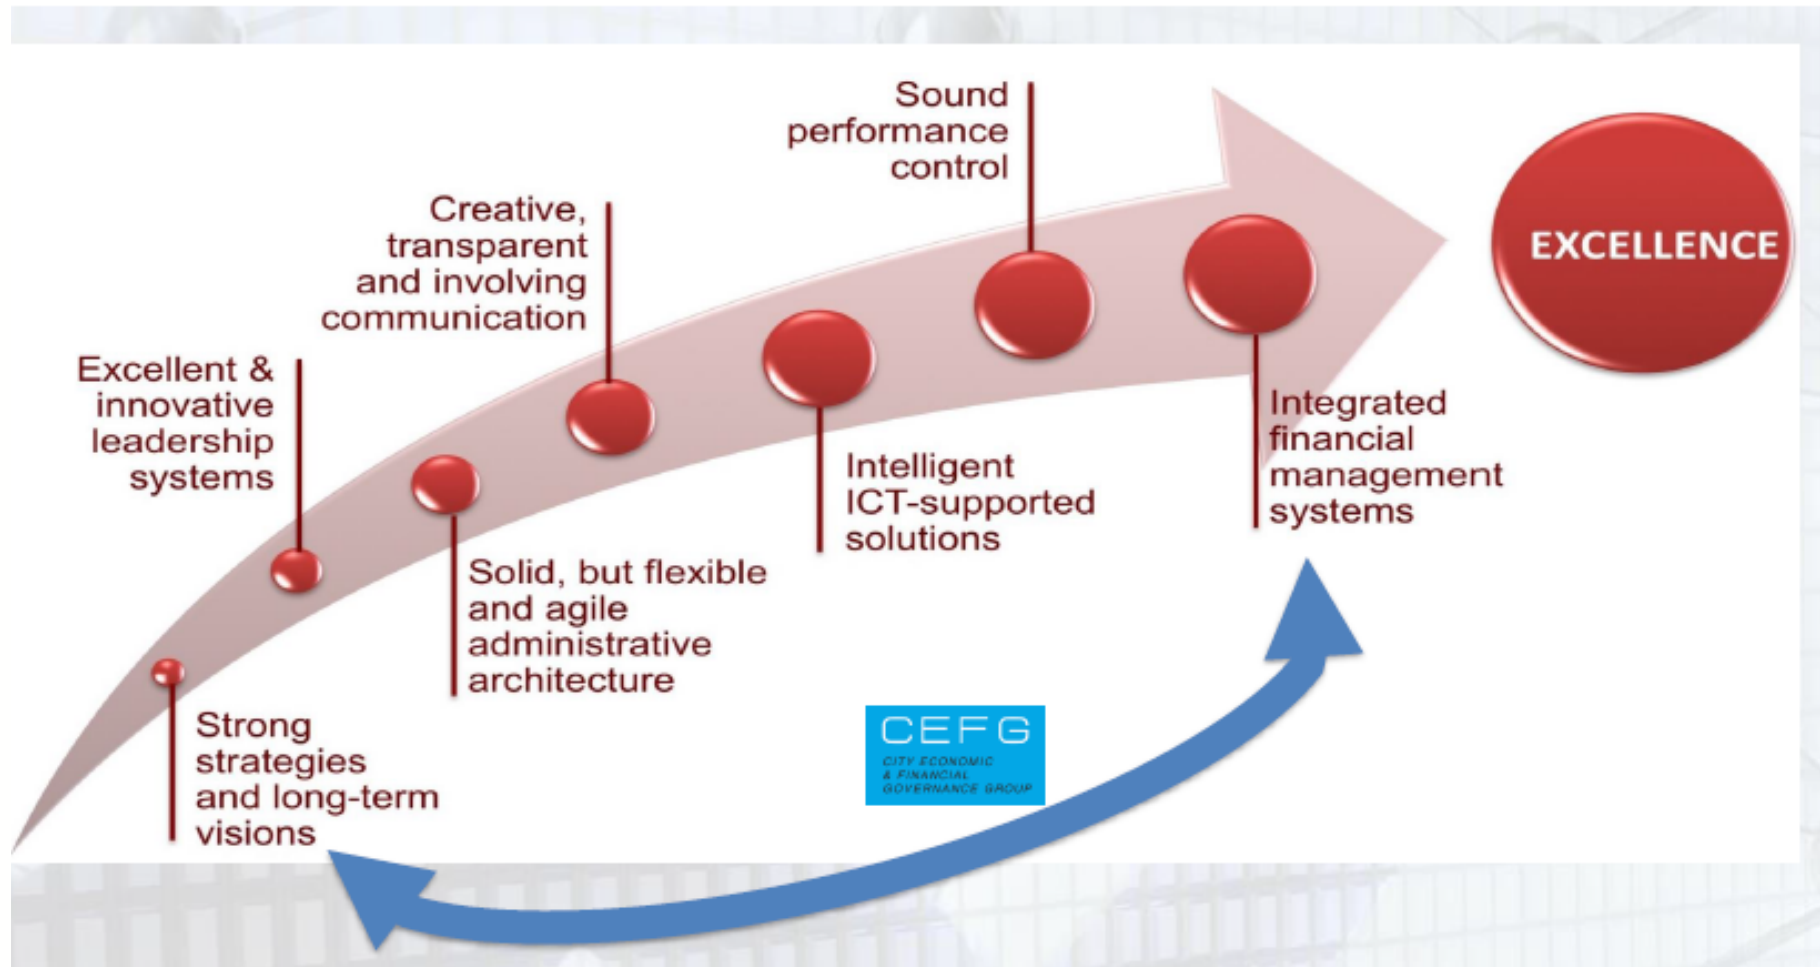 Sound
performance
control
Creative,
transparent
and involving
communication
Excellent &
innovative
leadership
systems
EXCELLENCE
Integrated
financial
management
systems
Intelligent
ICT-supported
solutions
Solid, but flexible
and agile
administrative
architecture
Strong
strategies
and long-term
visions
CEFG
CITY ECONOMIC
& FINANCIAL
GOVERNANCE GROUP